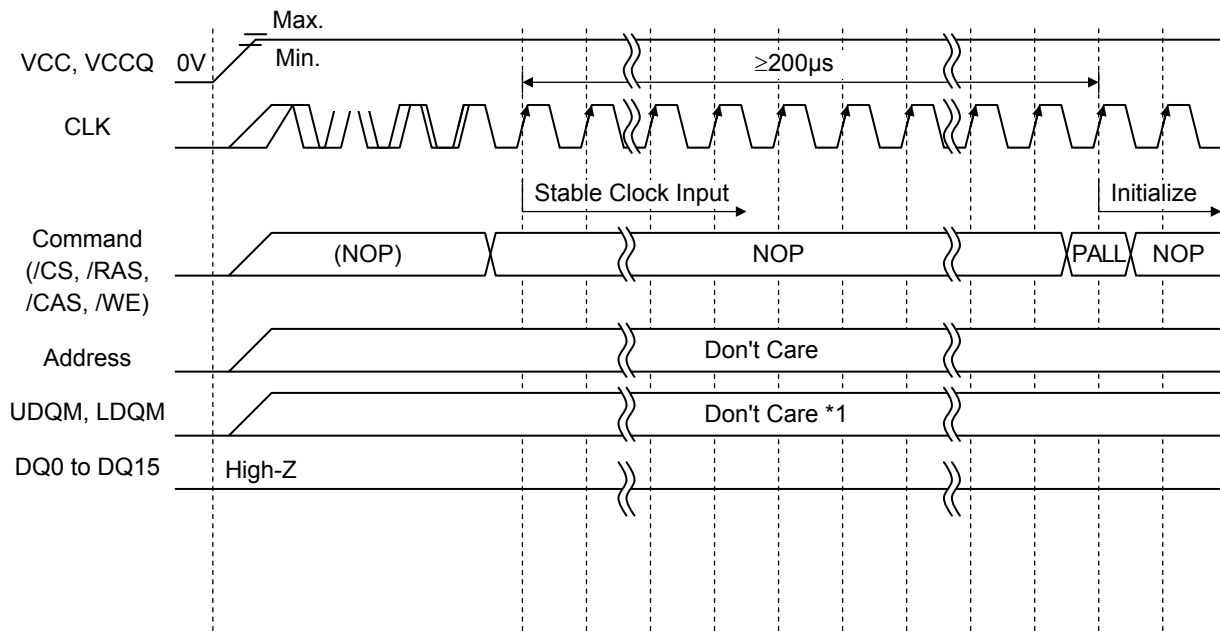 Max.
VCC, VCCQ 0V Min. ≥200µs
CLK
Stable Clock Input Initialize
Command
(/CS, /RAS,
/CAS, /WE)
(NOP) NOP PALL NOP
Address Don't Care
UDQM, LDQM Don't Care *1
DQ0 to DQ15 High-Z